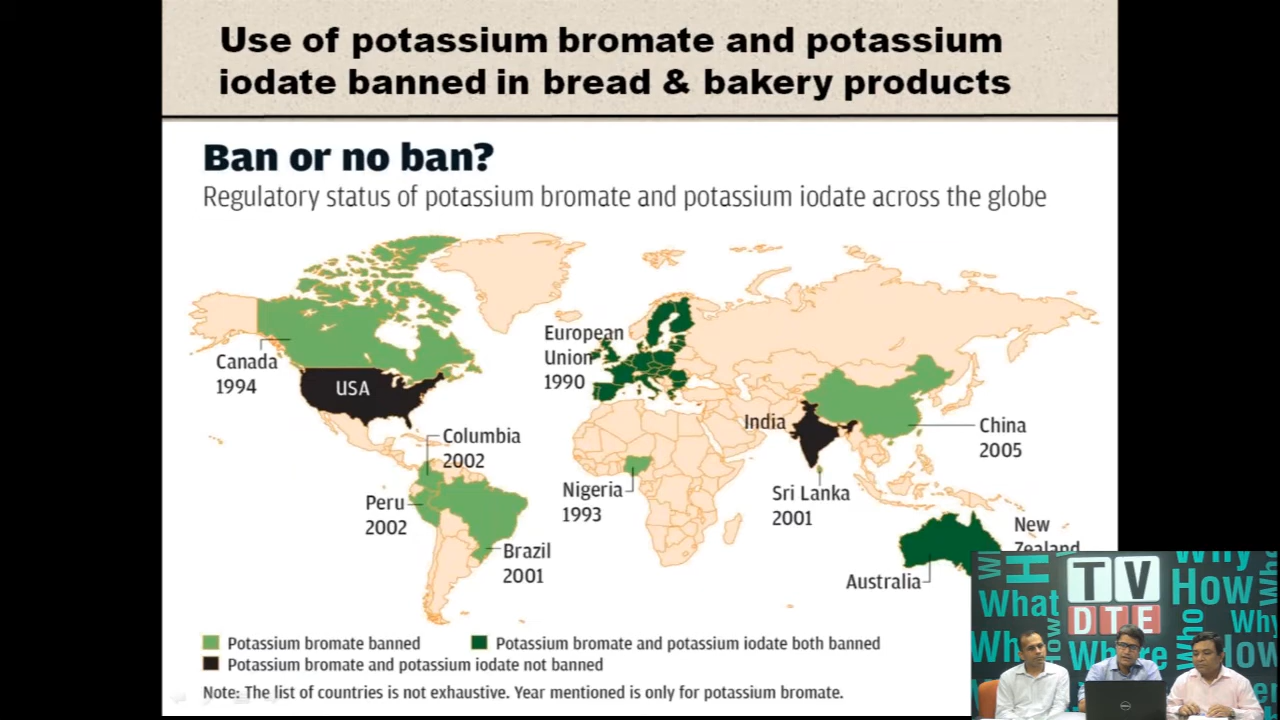 Use of potassium bromate and potassium
iodate banned in bread & bakery products
Ban or no ban?
Regulatory status of potassium bromate and potassium iodate across the globe
European
Union
1990
Canada
1994
USA
India
China
2005
Columbia
2002
Nigeria
1993
Sri Lanka
2001
Peru
2002
Brazil
2001
New
Zealand
Australia
Potassium bromate banned
Potassium bromate and potassium iodate both banned
Potassium bromate and potassium iodate not banned
Note: The list of countries is not exhaustive. Year mentioned is only for potassium bromate.
TV
DTE
What
How
Why
Who
Where